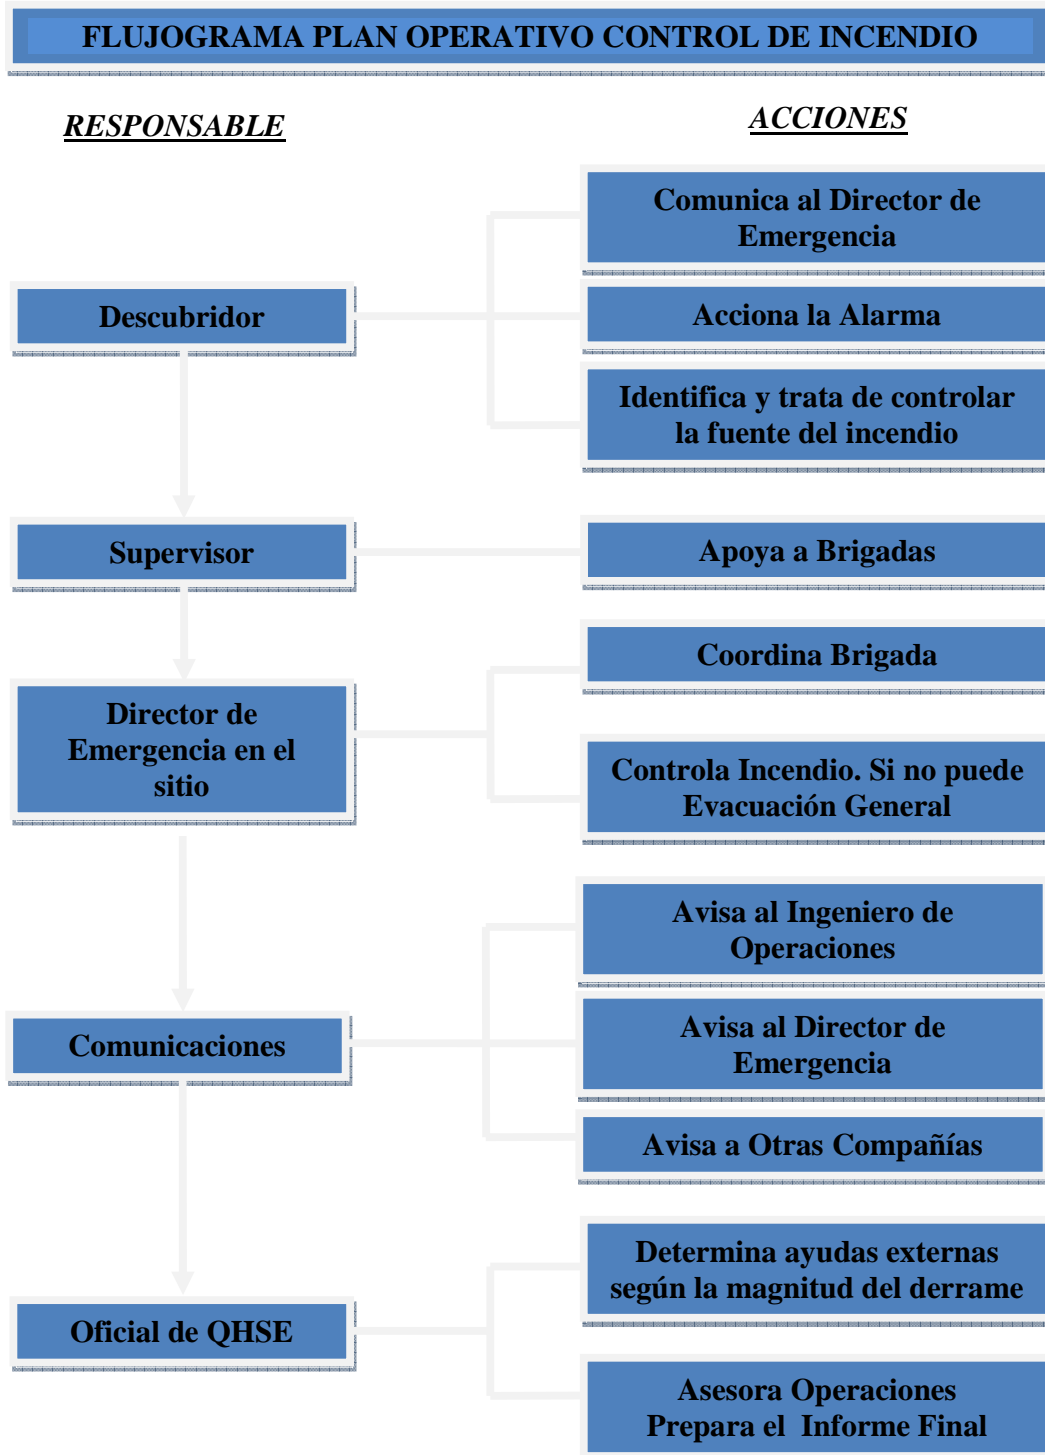 FLUJOGRAMA PLAN OPERATIVO CONTROL DE INCENDIO
RESPONSABLE
ACCIONES
Comunica al Director de
Emergencia
Descubridor
Acciona la Alarma
Identifica y trata de controlar
la fuente del incendio
Supervisor
Apoya a Brigadas
Coordina Brigada
Director de
Emergencia en el
sitio
Controla Incendio. Si no puede
Evacuación General
Avisa al Ingeniero de
Operaciones
Comunicaciones
Avisa al Director de
Emergencia
Avisa a Otras Compañías
Determina ayudas externas
según la magnitud del derrame
Oficial de QHSE
Asesora Operaciones
Prepara el  Informe Final